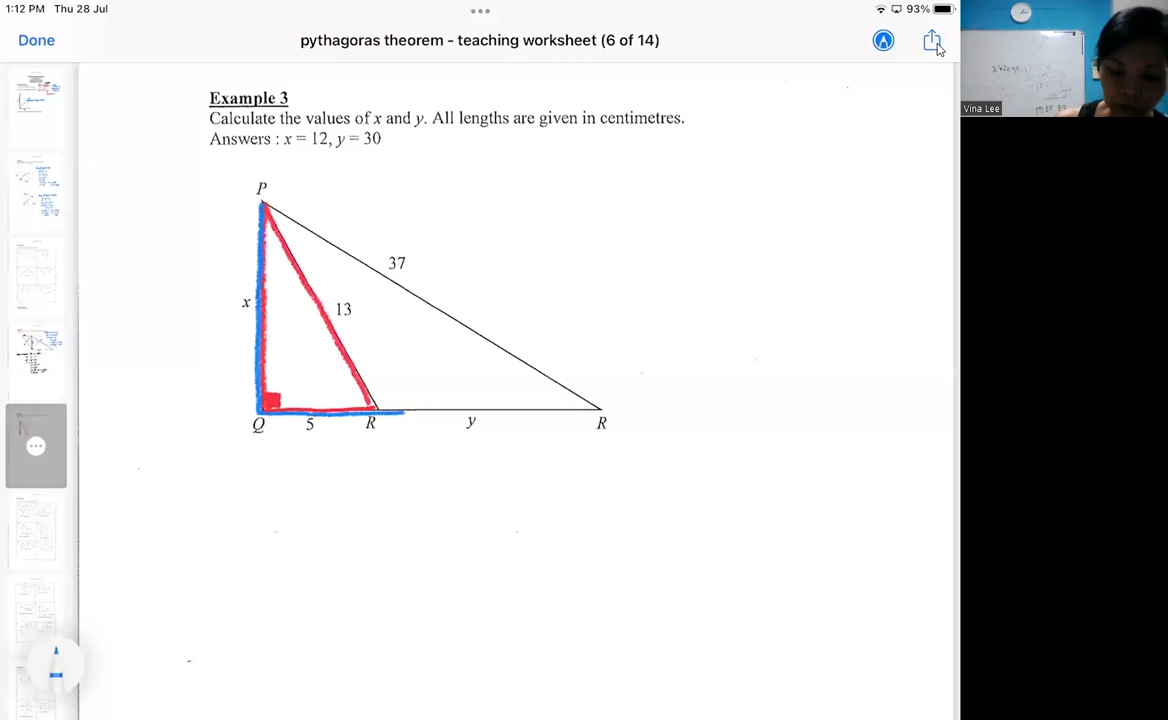 1:12 PM Thu 28 Jul
93%
Done
pythagoras theorem - teaching worksheet (6 of 14)
Example 3
Calculate the values of x and y. All lengths are given in centimetres.
Answers : x = 12, y = 30
P
37
x
13
Q
5
R
y
R
Vina Lee